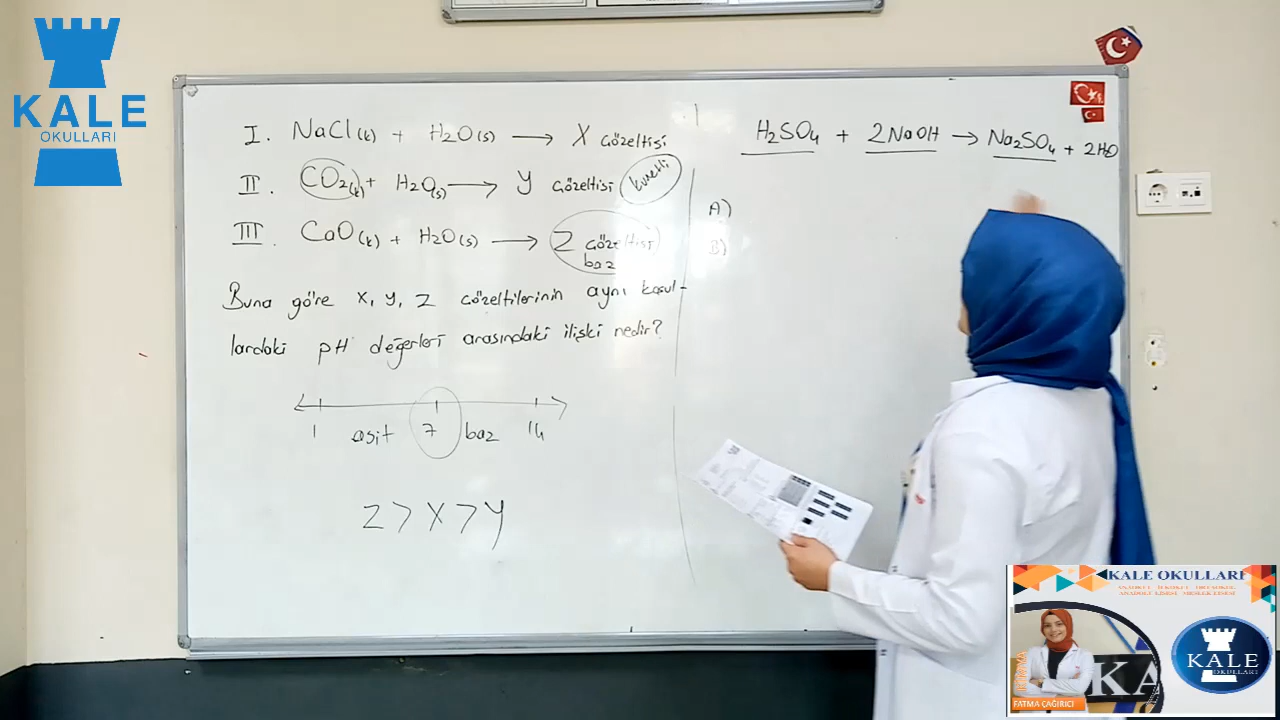 KALE
OKULLARI
I. NaCl(k) + H2O(s) → X Çözeltisi
II. CO2(k) + H2O(s) → Y Çözeltisi
III. CaO(k) + H2O(s) → Z Çözeltisi
baz
Buna göre X, Y, Z Çözeltilerinin aynı koşul-
lardaki pH değerleri arasındaki ilişki nedir?
1 asit 7 baz 14
Z > X > Y
H2SO4 + 2NaOH → Na2SO4 + 2H2O
A)
B)
KALE OKULLARI
FATMA ÇAĞIRICI
KALE
OKULLARI